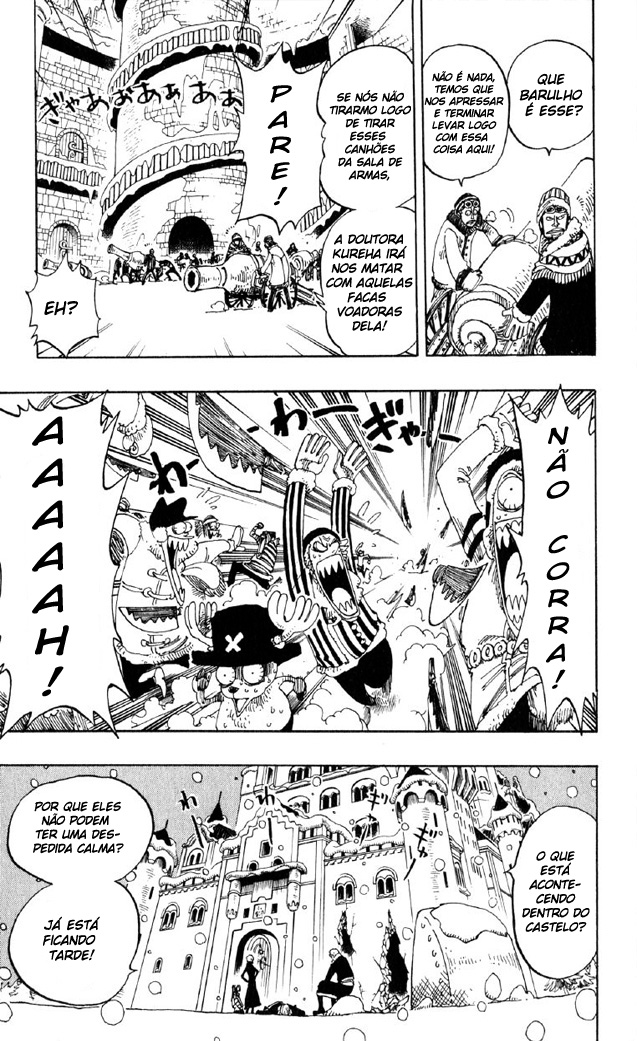 QUE
BARULHO
É ESSE?
NÃO É NADA,
TEMOS QUE
NOS APRESSAR
E TERMINAR
LEVAR LOGO
COM ESSA
COISA AQUI!
SE NÓS NÃO
TIRARMO LOGO
DE TIRAR
ESSES
CANHÕES
DA SALA DE
ARMAS,
A DOUTORA
KUREHA IRÁ
NOS MATAR
COM AQUELAS
FACAS
VOADORAS
DELA!
PARE!
ぎゃあおおああぁぁ
EH?
NÃO CORRA!
ぎゃー
わー
わー
AAAAAAH!
O QUE
ESTÁ
ACONTE-
CENDO
DENTRO DO
CASTELO?
POR QUE ELES
NÃO PODEM
TER UMA DES-
PEDIDA CALMA?
JÁ ESTÁ
FICANDO
TARDE!